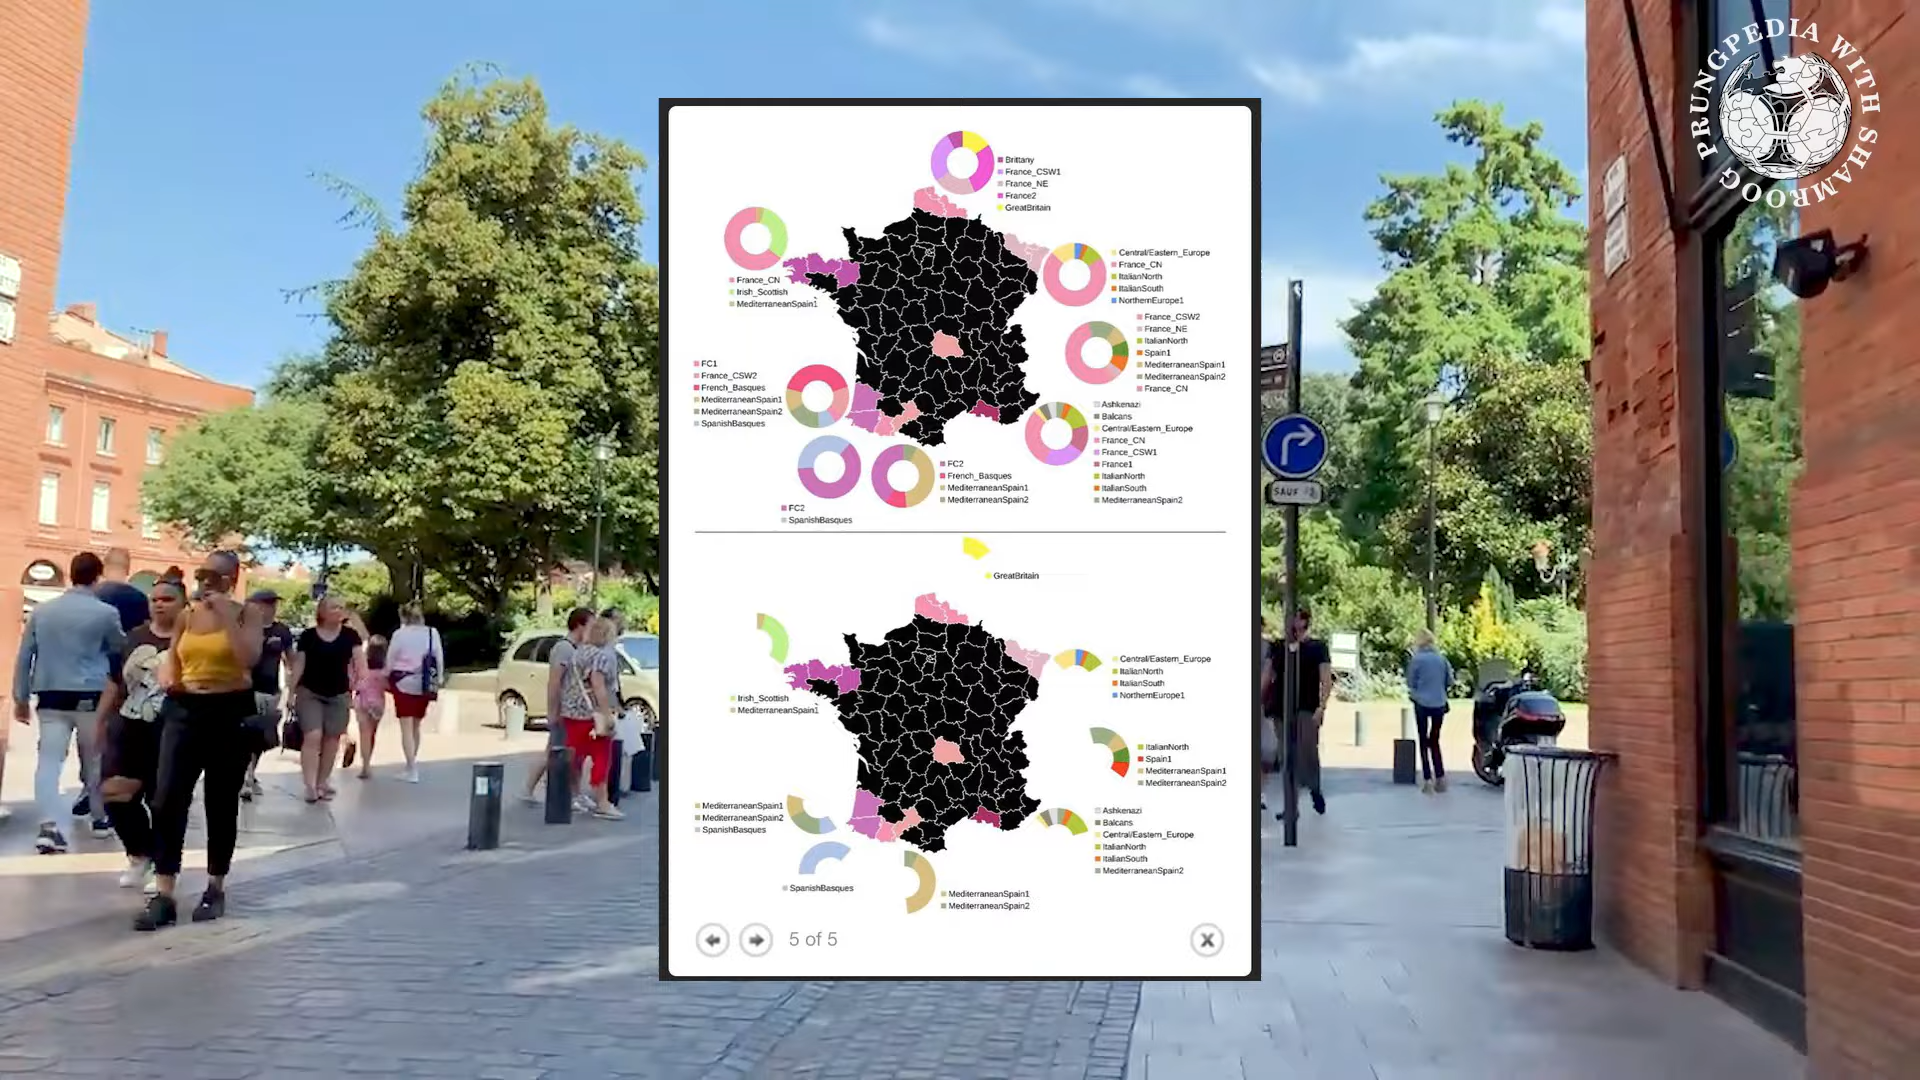 PRUNGPEDIA WITH SHAMROOG
Brittany
France_CSW1
France_NE
France2
GreatBritain
France_CN
Irish_Scottish
MediterraneanSpain1
Central/Eastern_Europe
France_CN
ItalianNorth
ItalianSouth
NorthernEurope1
France_CSW2
France_NE
ItalianNorth
Spain1
MediterraneanSpain1
MediterraneanSpain2
France_CN
FC1
France_CSW2
French_Basques
MediterraneanSpain1
MediterraneanSpain2
SpanishBasques
Ashkenazi
Balcans
Central/Eastern_Europe
France_CN
France_CSW1
France1
ItalianNorth
ItalianSouth
MediterraneanSpain2
FC2
French_Basques
MediterraneanSpain1
MediterraneanSpain2
FC2
SpanishBasques
GreatBritain
Irish_Scottish
MediterraneanSpain1
Central/Eastern_Europe
ItalianNorth
ItalianSouth
NorthernEurope1
ItalianNorth
Spain1
MediterraneanSpain1
MediterraneanSpain2
MediterraneanSpain1
MediterraneanSpain2
SpanishBasques
Ashkenazi
Balcans
Central/Eastern_Europe
ItalianNorth
ItalianSouth
MediterraneanSpain2
SpanishBasques
MediterraneanSpain1
MediterraneanSpain2
5 of 5
SAUF